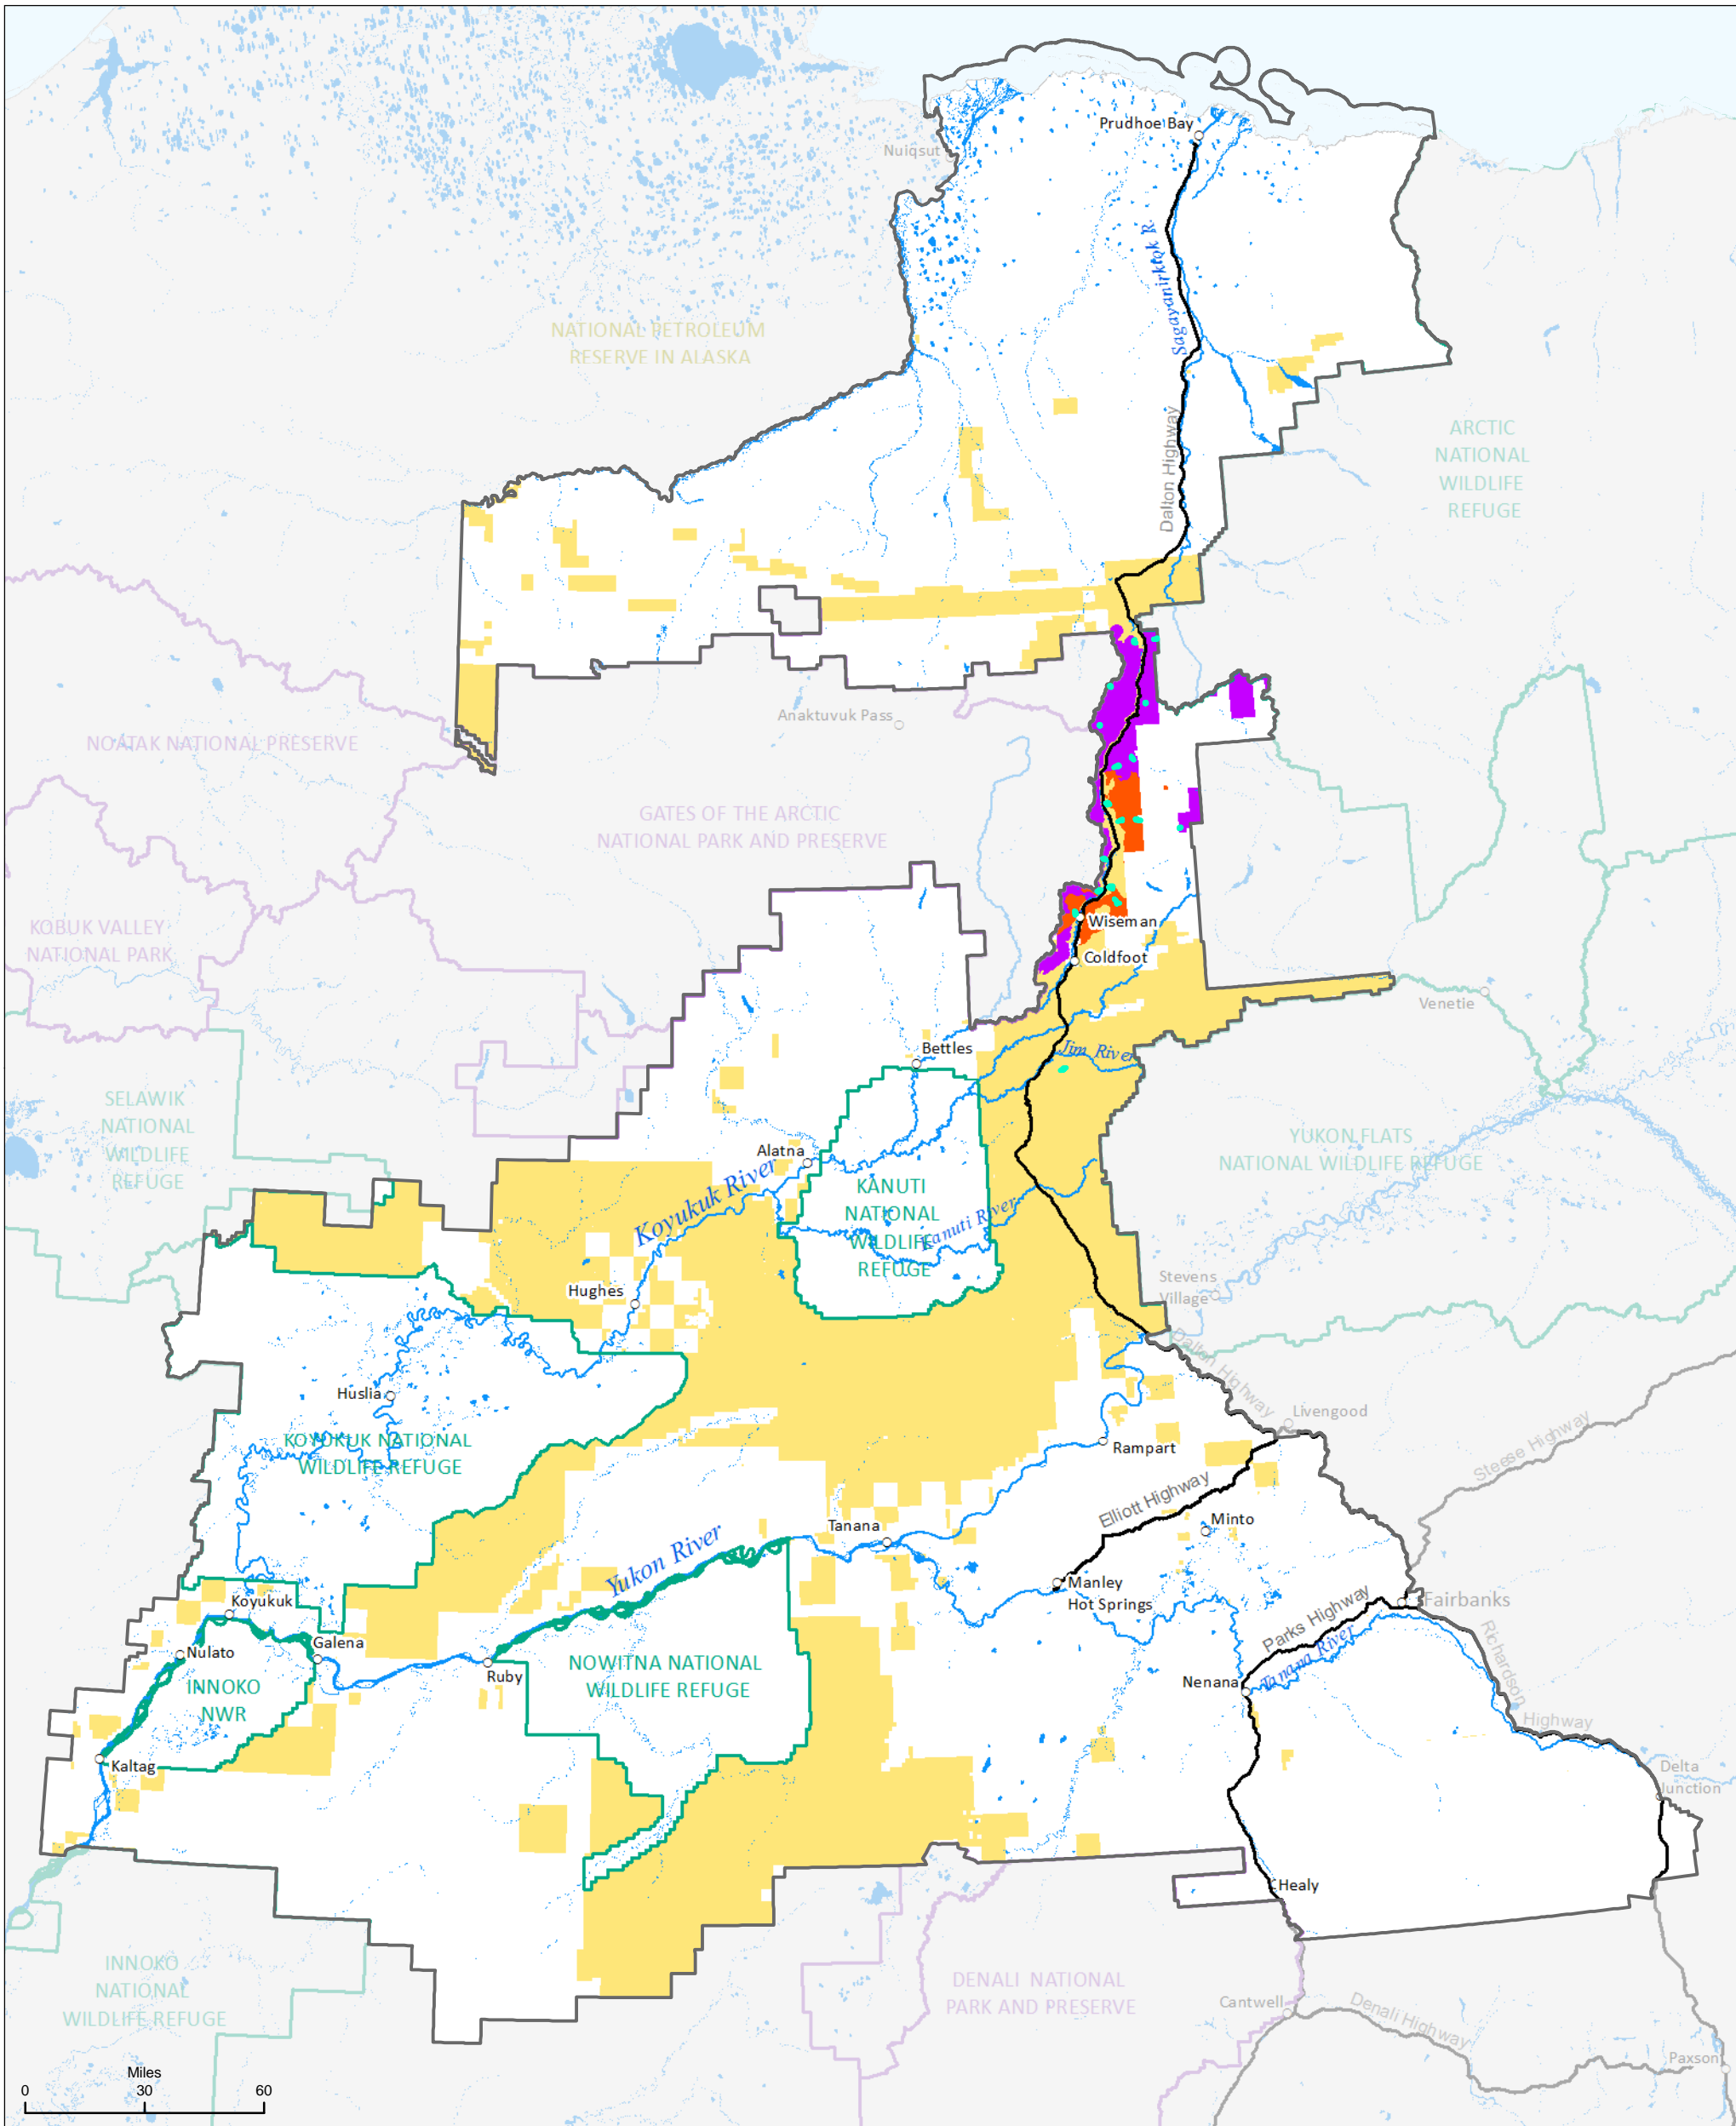 Prudhoe Bay
Nuiqsut
Sagavanirktok R.
NATIONAL PETROLEUM
RESERVE IN ALASKA
Dalton Highway
ARCTIC
NATIONAL
WILDLIFE
REFUGE
Anaktuvuk Pass
NOATAK NATIONAL PRESERVE
GATES OF THE ARCTIC
NATIONAL PARK AND PRESERVE
KOBUK VALLEY
NATIONAL PARK
Wiseman
Coldfoot
Venetie
Bettles
Jim River
SELAWIK
NATIONAL
WILDLIFE
REFUGE
YUKON FLATS
NATIONAL WILDLIFE REFUGE
Alatna
Koyukuk River
KANUTI
NATIONAL
WILDLIFE
REFUGE
Kanuti River
Hughes
Stevens
Village
Dalton Highway
Huslia
Livengood
KOYUKUK NATIONAL
WILDLIFE REFUGE
Rampart
Steese Highway
Elliott Highway
Minto
Tanana
Yukon River
Manley
Hot Springs
Koyukuk
Fairbanks
Parks Highway
Tanana River
Richardson
Highway
Nulato
Galena
INNOKO
NWR
Ruby
NOWITNA NATIONAL
WILDLIFE REFUGE
Nenana
Kaltag
Delta
Junction
Healy
INNOKO
NATIONAL
WILDLIFE REFUGE
DENALI NATIONAL
PARK AND PRESERVE
Cantwell
Denali Highway
Paxson
Miles
0 30 60